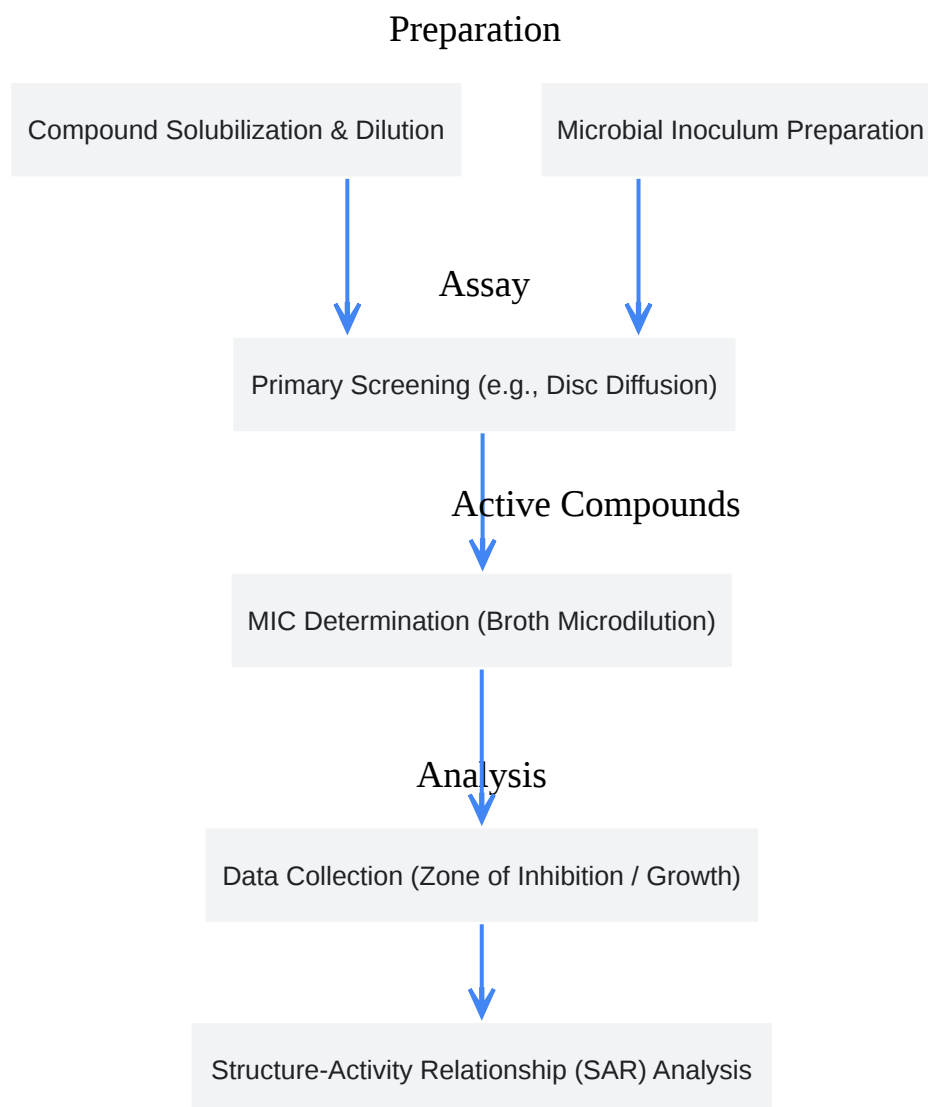 Preparation
Compound Solubilization & Dilution
Microbial Inoculum Preparation
Assay
Primary Screening (e.g., Disc Diffusion)
Active Compounds
MIC Determination (Broth Microdilution)
Analysis
Data Collection (Zone of Inhibition / Growth)
Structure-Activity Relationship (SAR) Analysis